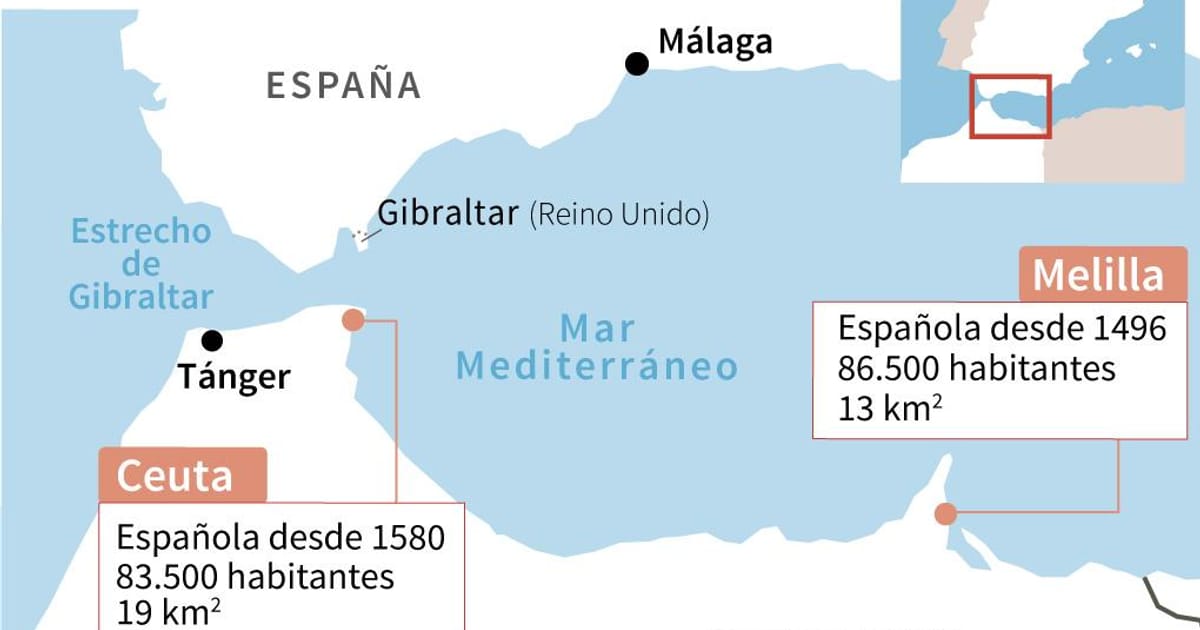 Málaga
ESPAÑA
Gibraltar (Reino Unido)
Estrecho
de
Gibraltar
Melilla
Española desde 1496
86.500 habitantes
13 km²
Mar
Mediterráneo
Tánger
Ceuta
Española desde 1580
83.500 habitantes
19 km²